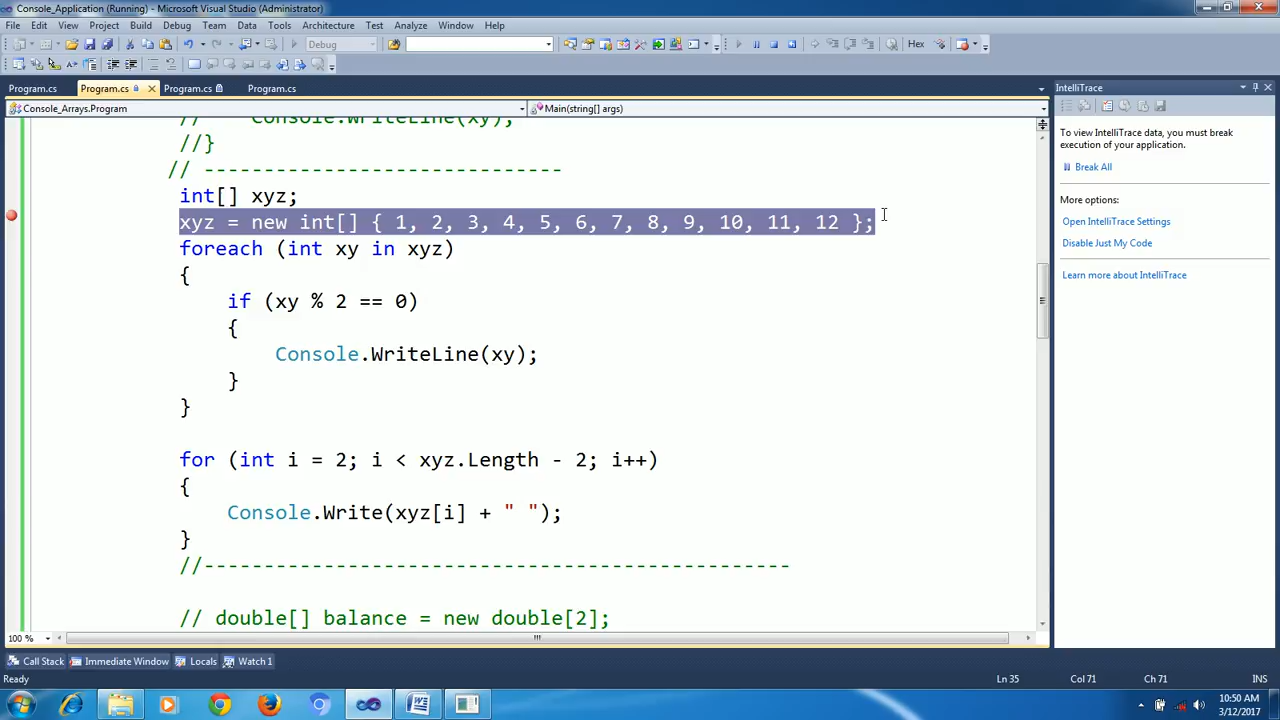 Console_Application (Running) - Microsoft Visual Studio (Administrator)
File Edit View Project Build Debug Team Data Tools Architecture Test Analyze Window Help
Debug
Hex
Program.cs Program.cs Program.cs Program.cs
IntelliTrace
Console_Arrays.Program Main(string[] args)
To view IntelliTrace data, you must break
execution of your application.
Break All
More options:
Open IntelliTrace Settings
Disable Just My Code
Learn more about IntelliTrace
// Console.WriteLine(xy);
//}
// ------------------------------
int[] xyz;
xyz = new int[] { 1, 2, 3, 4, 5, 6, 7, 8, 9, 10, 11, 12 };
foreach (int xy in xyz)
{
if (xy % 2 == 0)
{
Console.WriteLine(xy);
}
}
for (int i = 2; i < xyz.Length - 2; i++)
{
Console.Write(xyz[i] + " ");
}
//-------------------------------------------------
// double[] balance = new double[2];
100 %
Call Stack Immediate Window Locals Watch 1
Ready Ln 35 Col 71 Ch 71 INS
10:50 AM
3/12/2017